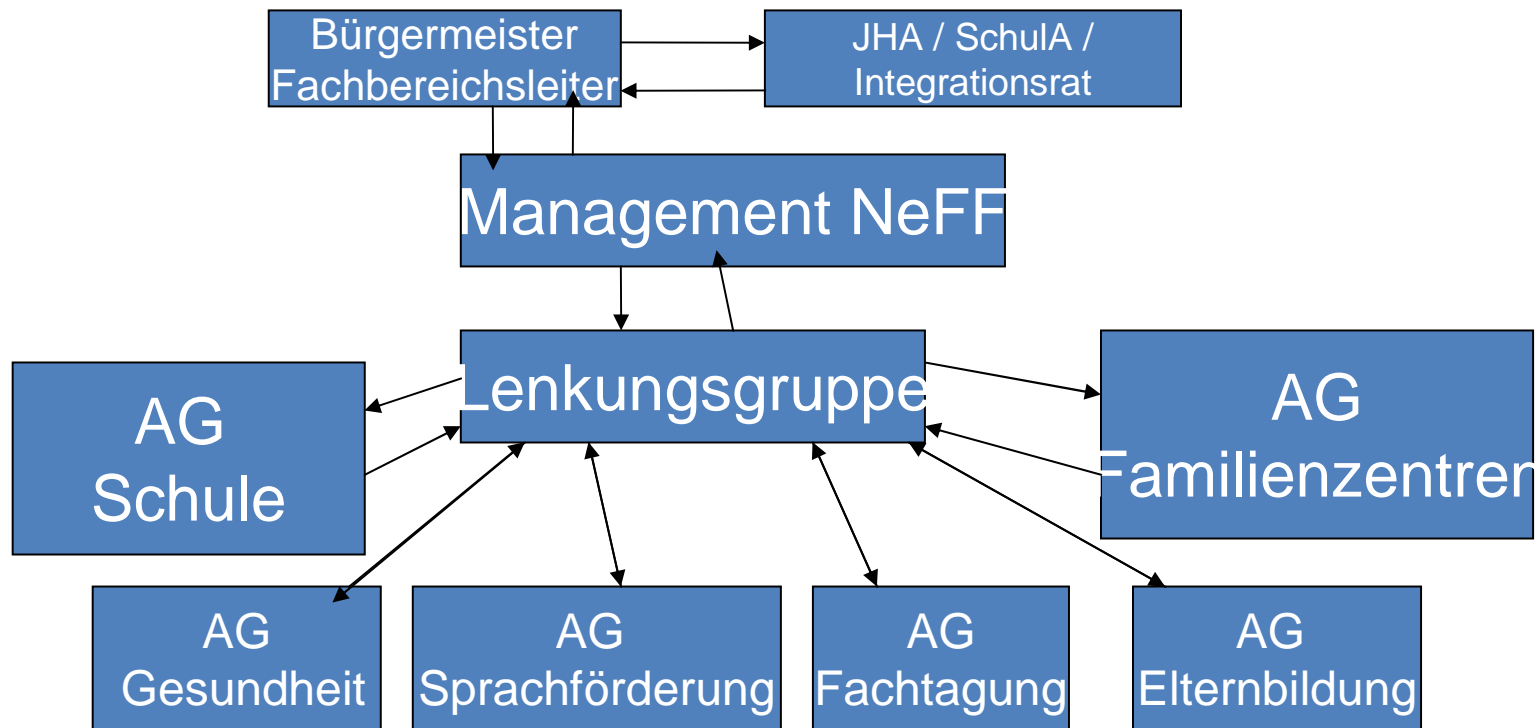 Bürgermeister
Fachbereichsleiter
JHA / SchulA /
Integrationsrat
Management NeFF
Lenkungsgruppe
AG
Schule
AG
Familienzentren
AG
Gesundheit
AG
Sprachförderung
AG
Fachtagung
AG
Elternbildung